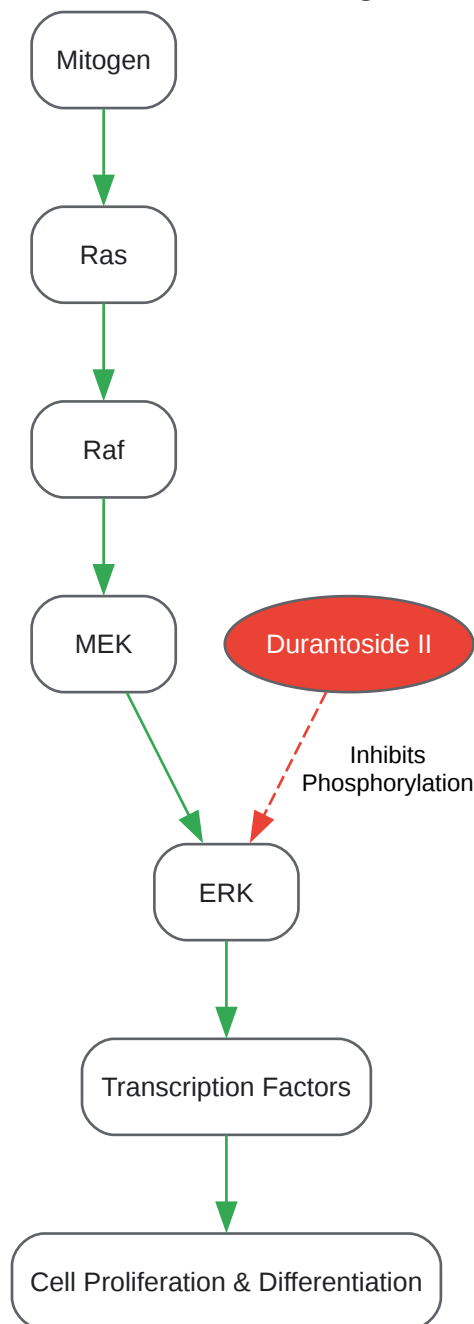 Mitogen
Ras
Raf
MEK
Durantoside II
Inhibits
Phosphorylation
ERK
Transcription Factors
Cell Proliferation & Differentiation